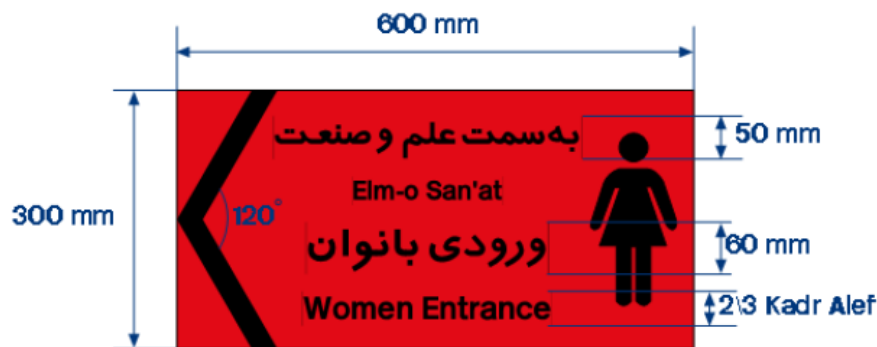 600 mm
به‌سمت علم و صنعت
50 mm
Elm-o San'at
300 mm
120°
ورودی بانوان
60 mm
Women Entrance
2\3 Kadr Alef